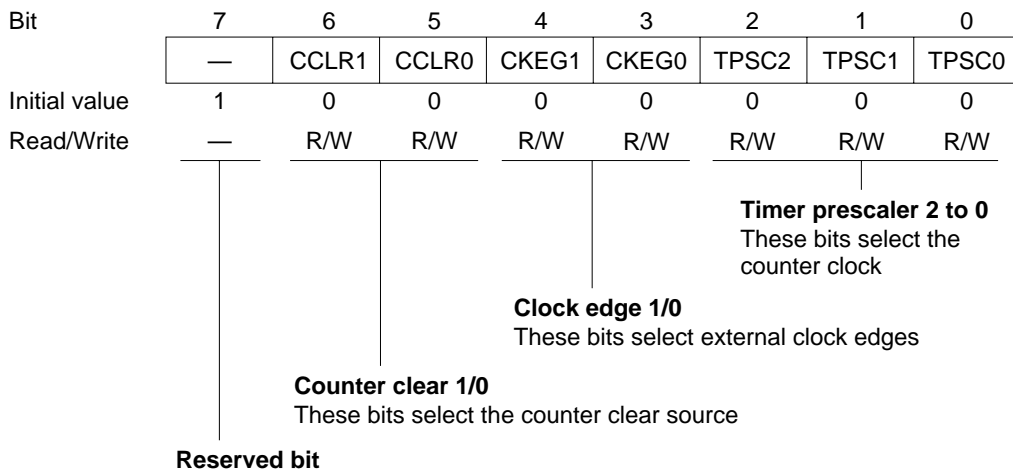 Bit 7 6 5 4 3 2 1 0
— CCLR1 CCLR0 CKEG1 CKEG0 TPSC2 TPSC1 TPSC0
Initial value 1 0 0 0 0 0 0 0
Read/Write — R/W R/W R/W R/W R/W R/W R/W
Timer prescaler 2 to 0
These bits select the
counter clock
Clock edge 1/0
These bits select external clock edges
Counter clear 1/0
These bits select the counter clear source
Reserved bit